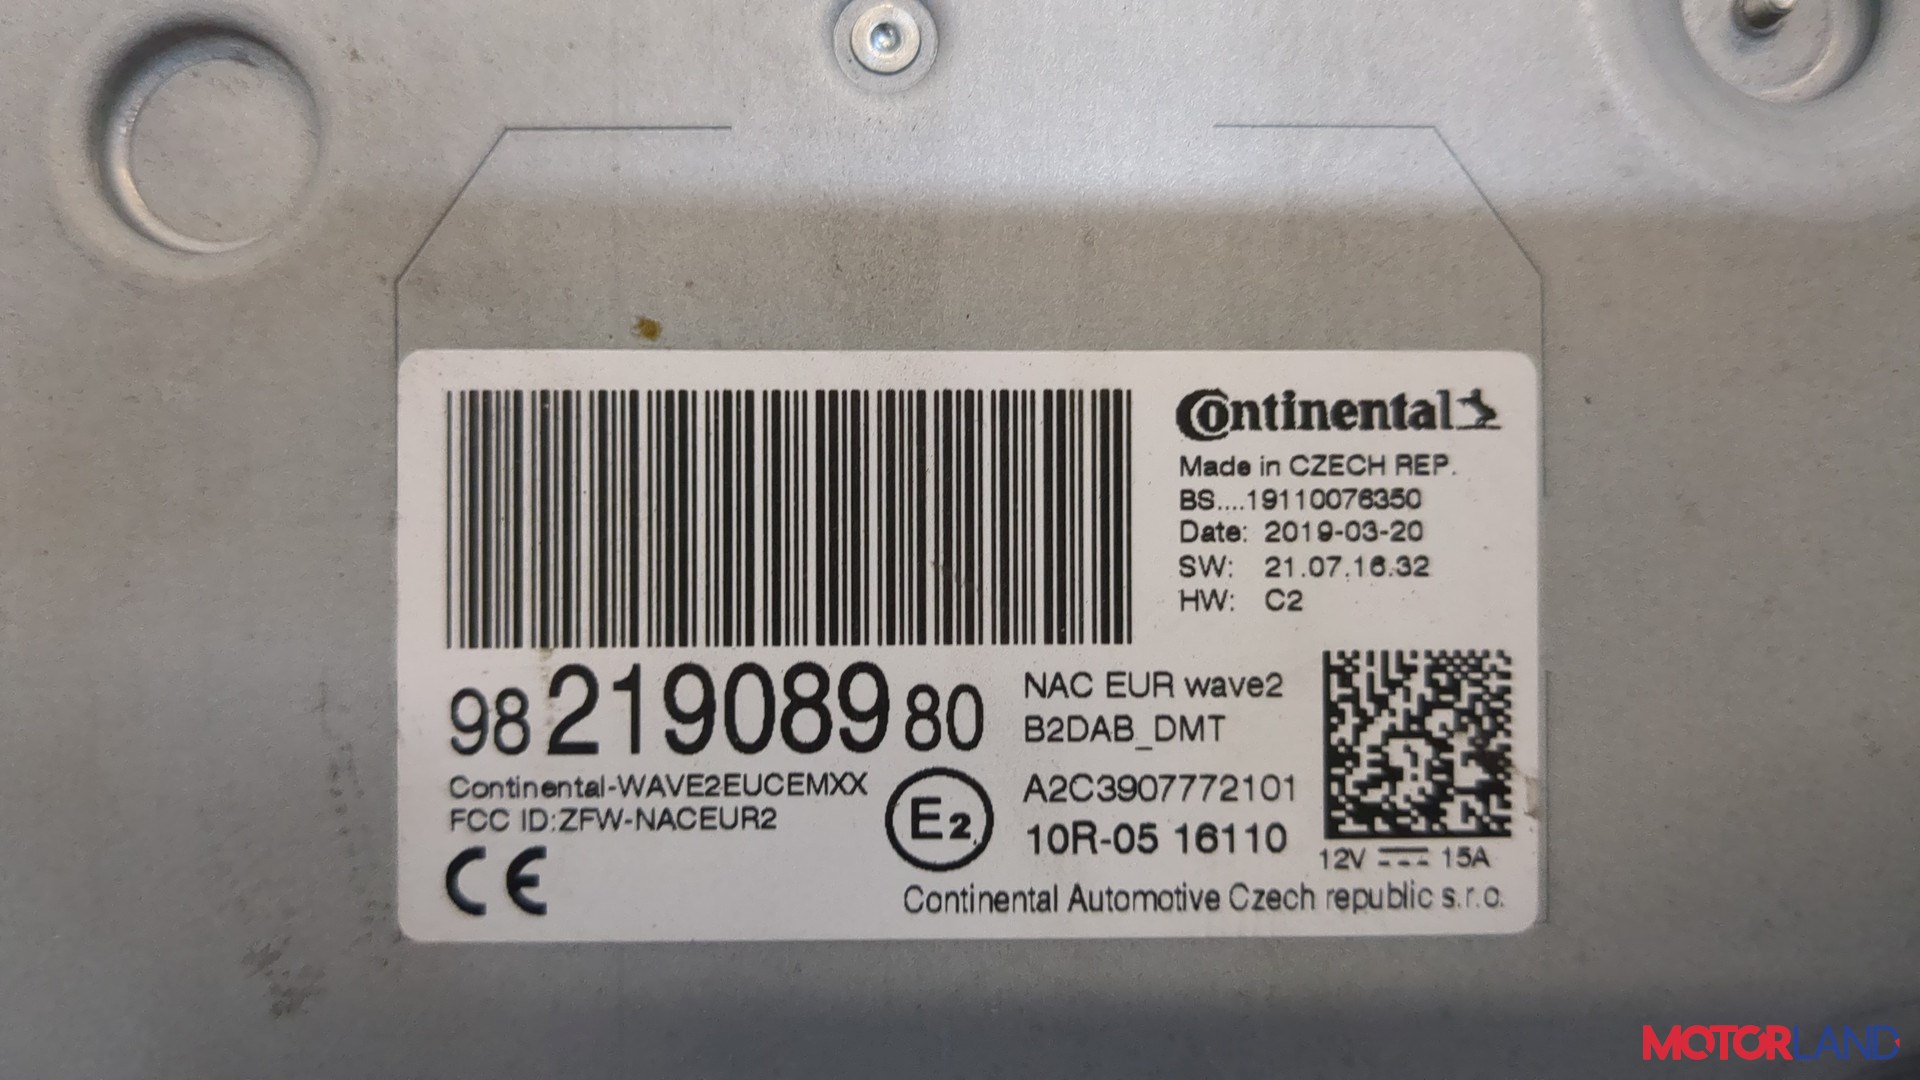 Continental
Made in CZECH REP.
BS....19110076350
Date: 2019-03-20
SW: 21.07.16.32
HW: C2
98 219089 80
NAC EUR wave2
B2DAB_DMT
Continental-WAVE2EUCEMXX
FCC ID:ZFW-NACEUR2
E2
A2C3907772101
10R-05 16110
12V 15A
CE
Continental Automotive Czech republic s.r.o.
MOTORLAND